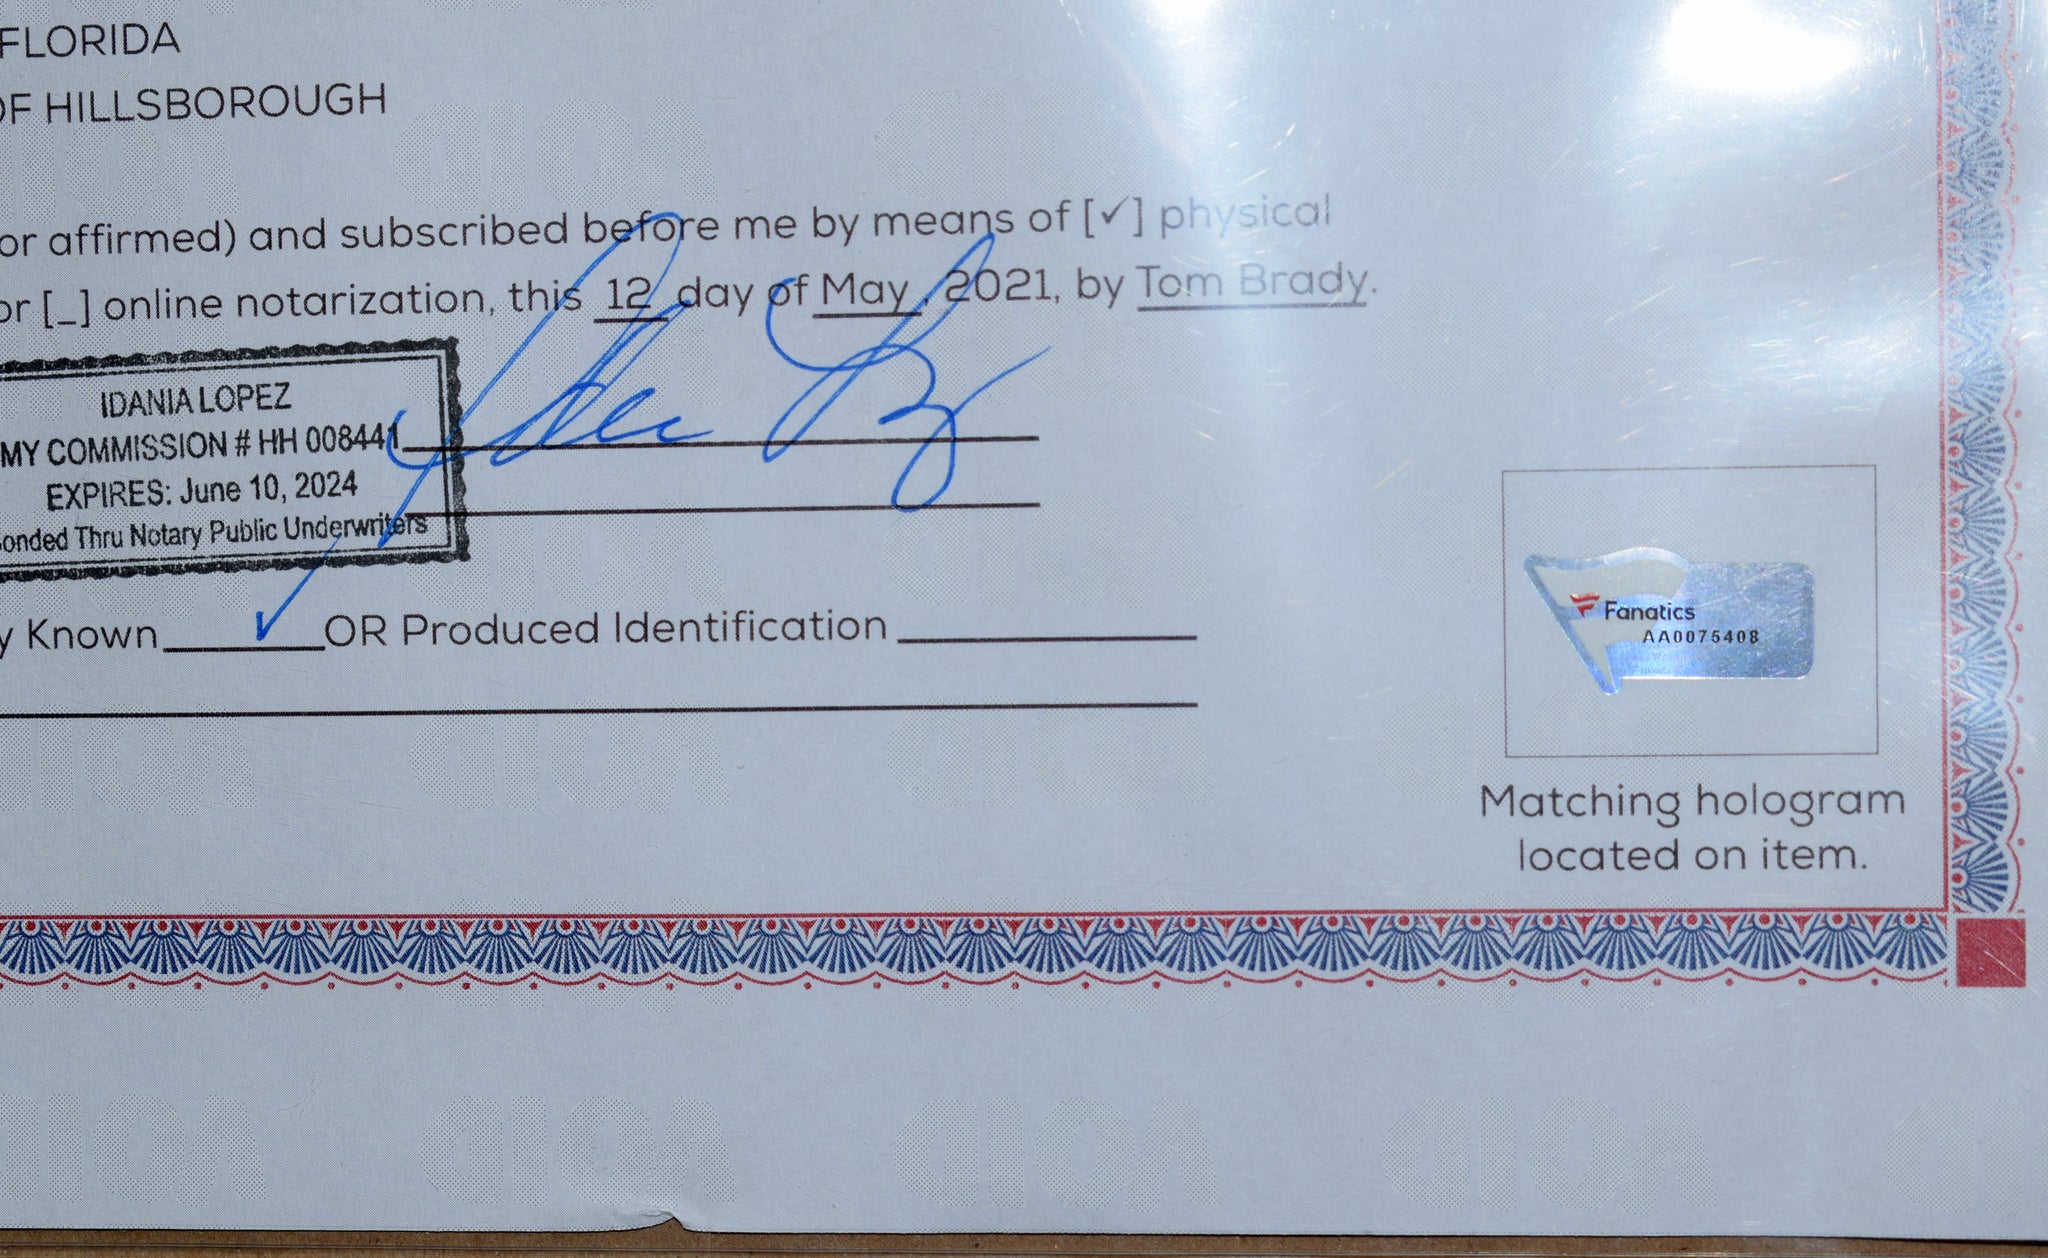 FLORIDA
OF HILLSBOROUGH
or affirmed) and subscribed before me by means of [✓] physical
or [_] online notarization, this 12 day of May, 2021, by Tom Brady.
IDANIA LOPEZ
MY COMMISSION # HH 008441
EXPIRES: June 10, 2024
Bonded Thru Notary Public Underwriters
y Known ✓ OR Produced Identification
Fanatics
AA0075408
Matching hologram
located on item.